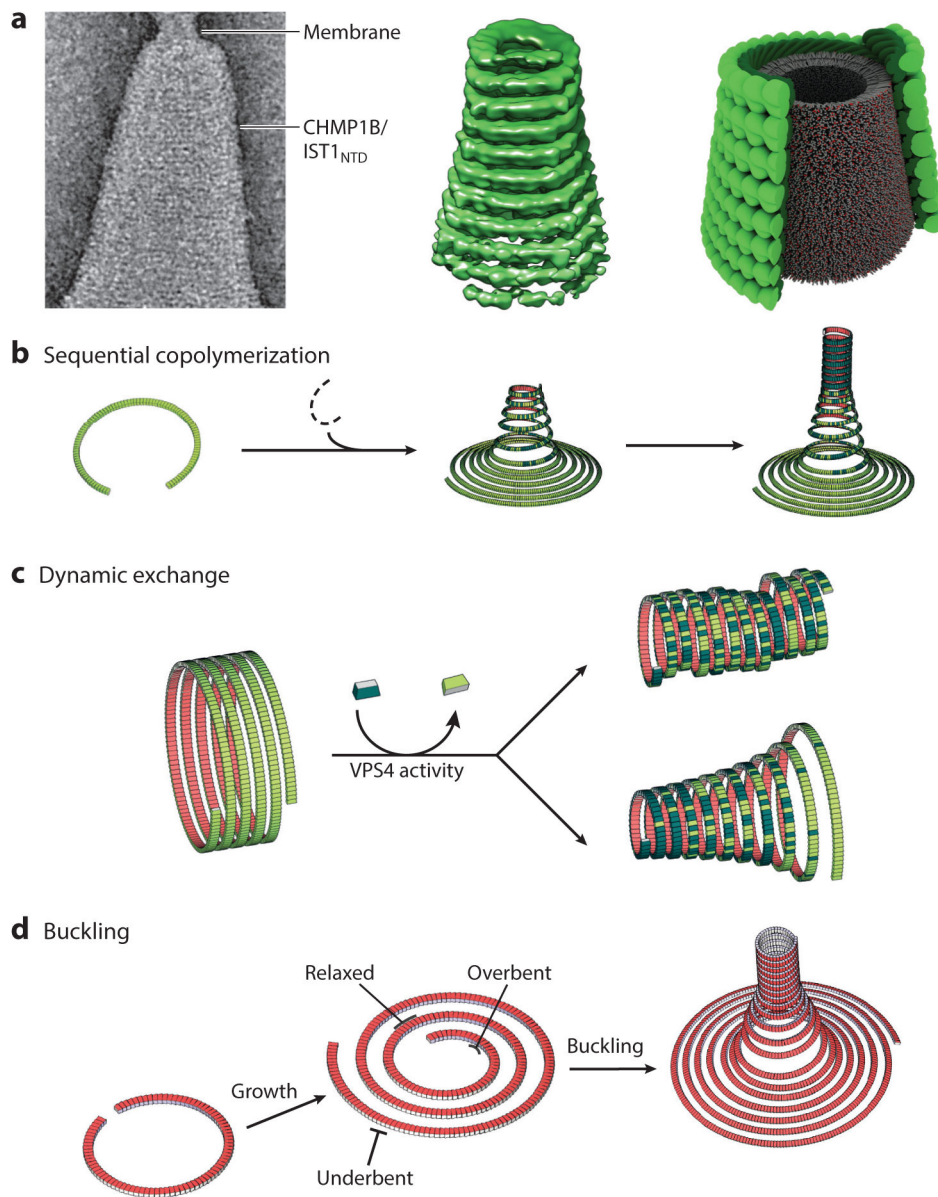 a
Membrane
CHMP1B/
IST1NTD
b Sequential copolymerization
c Dynamic exchange
VPS4 activity
d Buckling
Relaxed
Overbent
Growth
Buckling
Underbent